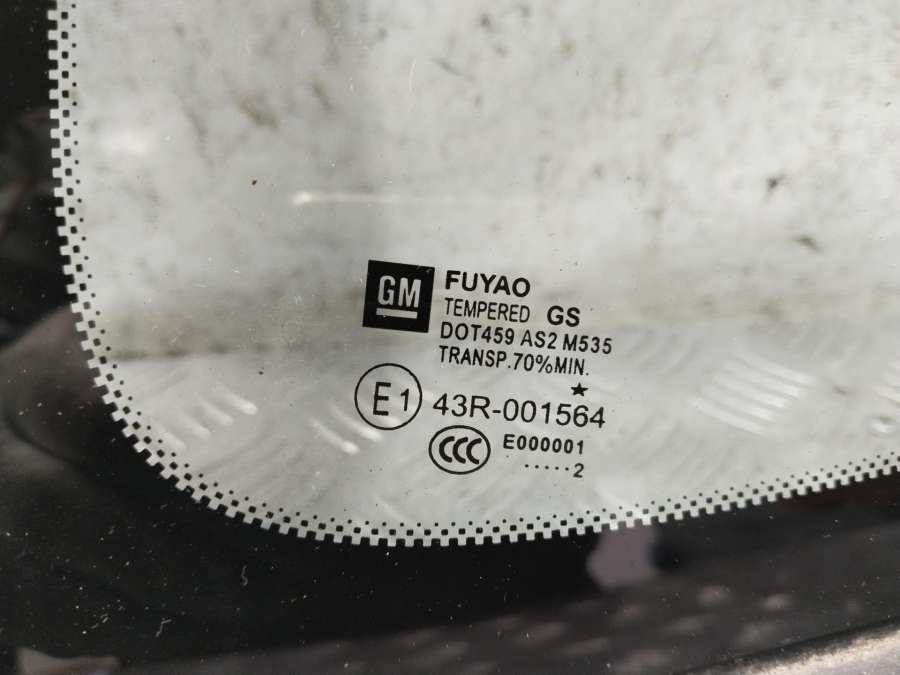 GM
FUYAO
TEMPERED GS
DOT459 AS2 M535
TRANSP.70%MIN.
★
E1 43R-001564
CCC E000001
.....2